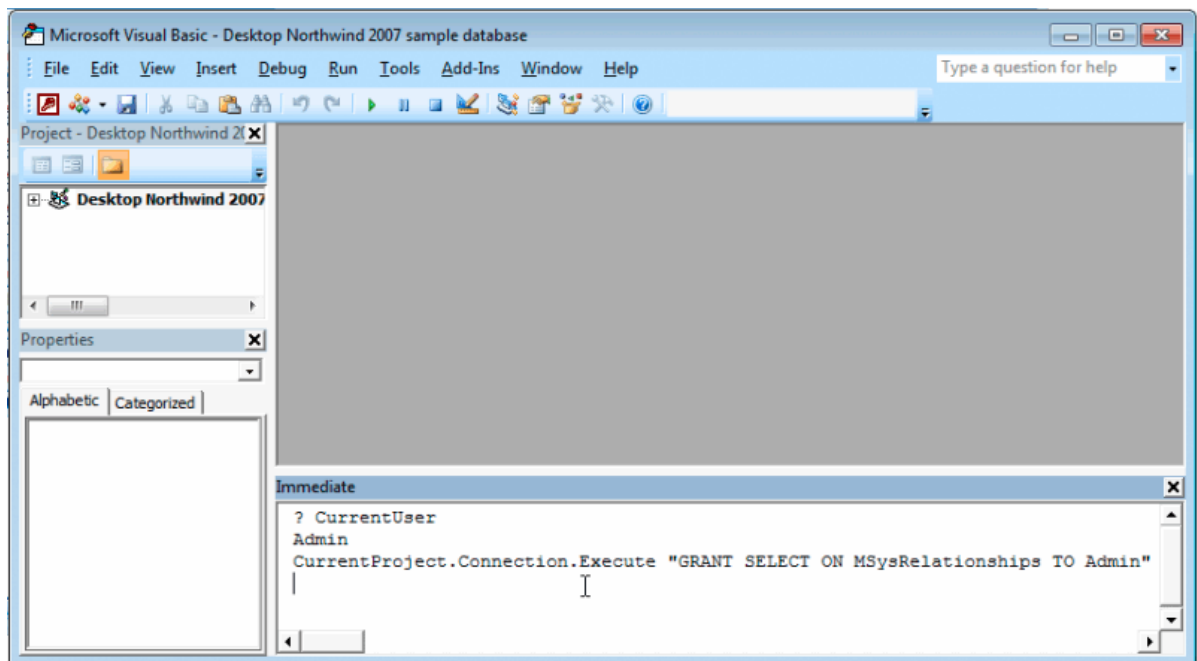 Microsoft Visual Basic - Desktop Northwind 2007 sample database
File Edit View Insert Debug Run Tools Add-Ins Window Help
Type a question for help
Project - Desktop Northwind 20
Desktop Northwind 2007
Properties
Alphabetic Categorized
Immediate
? CurrentUser
Admin
CurrentProject.Connection.Execute "GRANT SELECT ON MSysRelationships TO Admin"